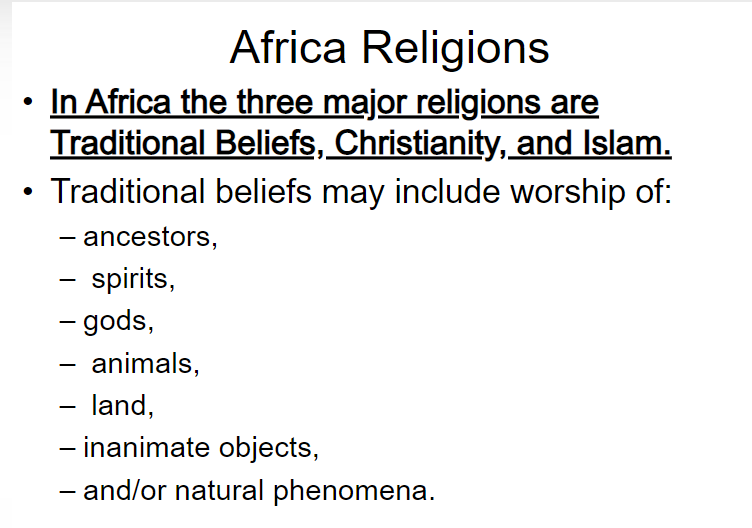 Africa Religions
• In Africa the three major religions are
Traditional Beliefs, Christianity, and Islam.
• Traditional beliefs may include worship of:
– ancestors,
– spirits,
– gods,
– animals,
– land,
– inanimate objects,
– and/or natural phenomena.